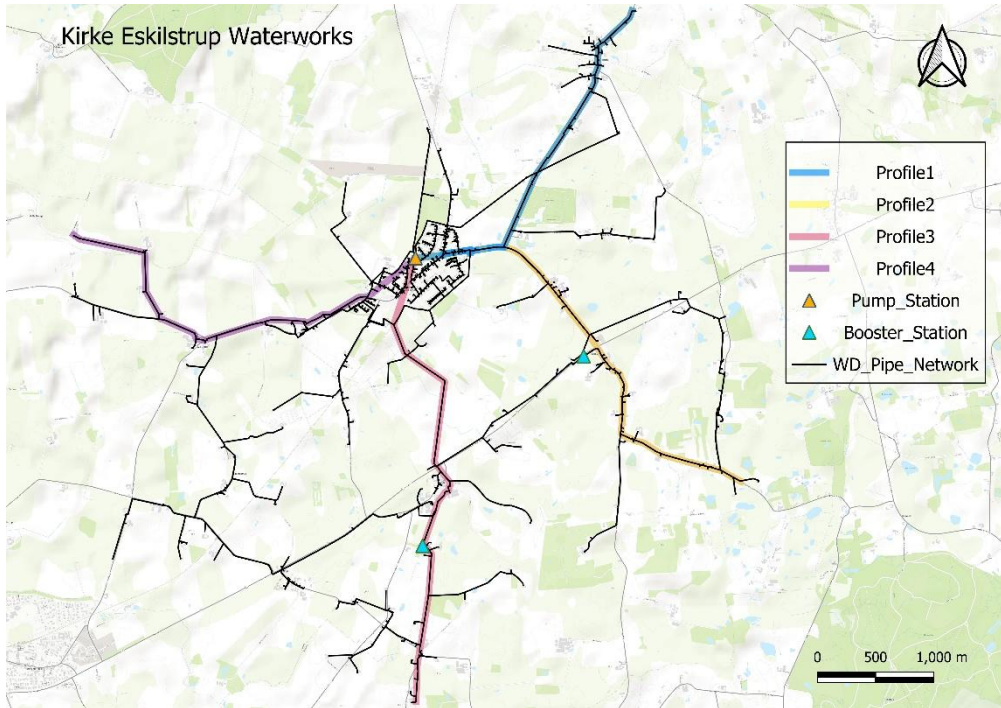 Kirke Eskilstrup Waterworks
Profile1
Profile2
Profile3
Profile4
Pump_Station
Booster_Station
WD_Pipe_Network
0 500 1,000 m